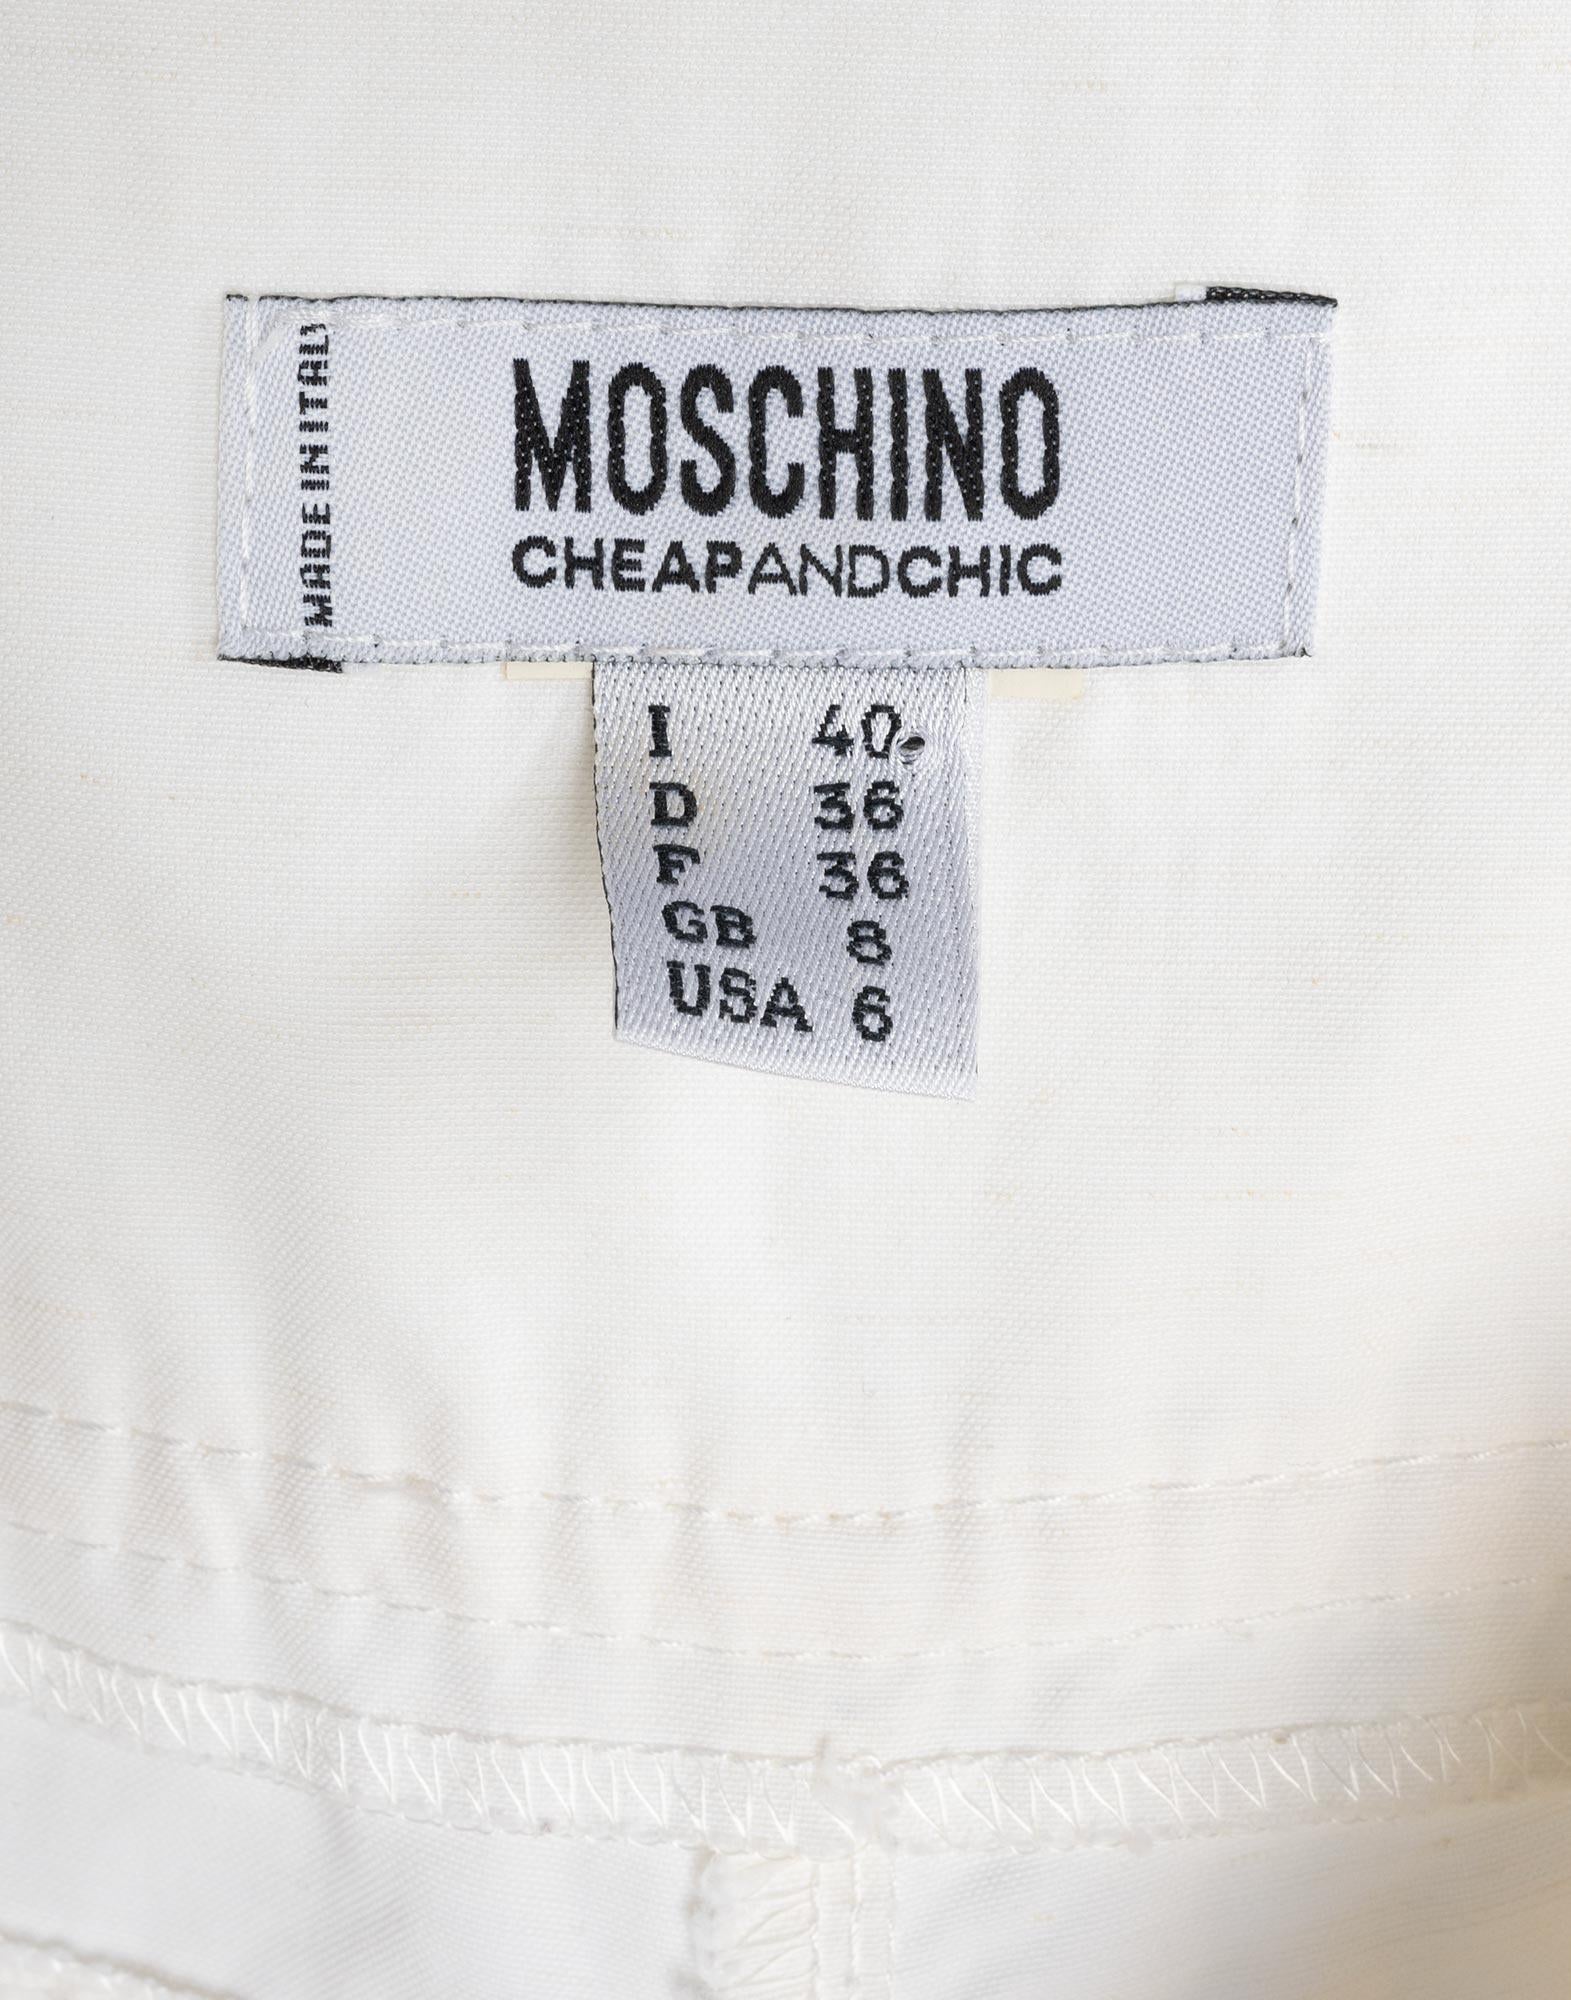 MADE IN ITALY
MOSCHINO
CHEAPANDCHIC
I 40
D 36
F 36
GB 8
USA 6